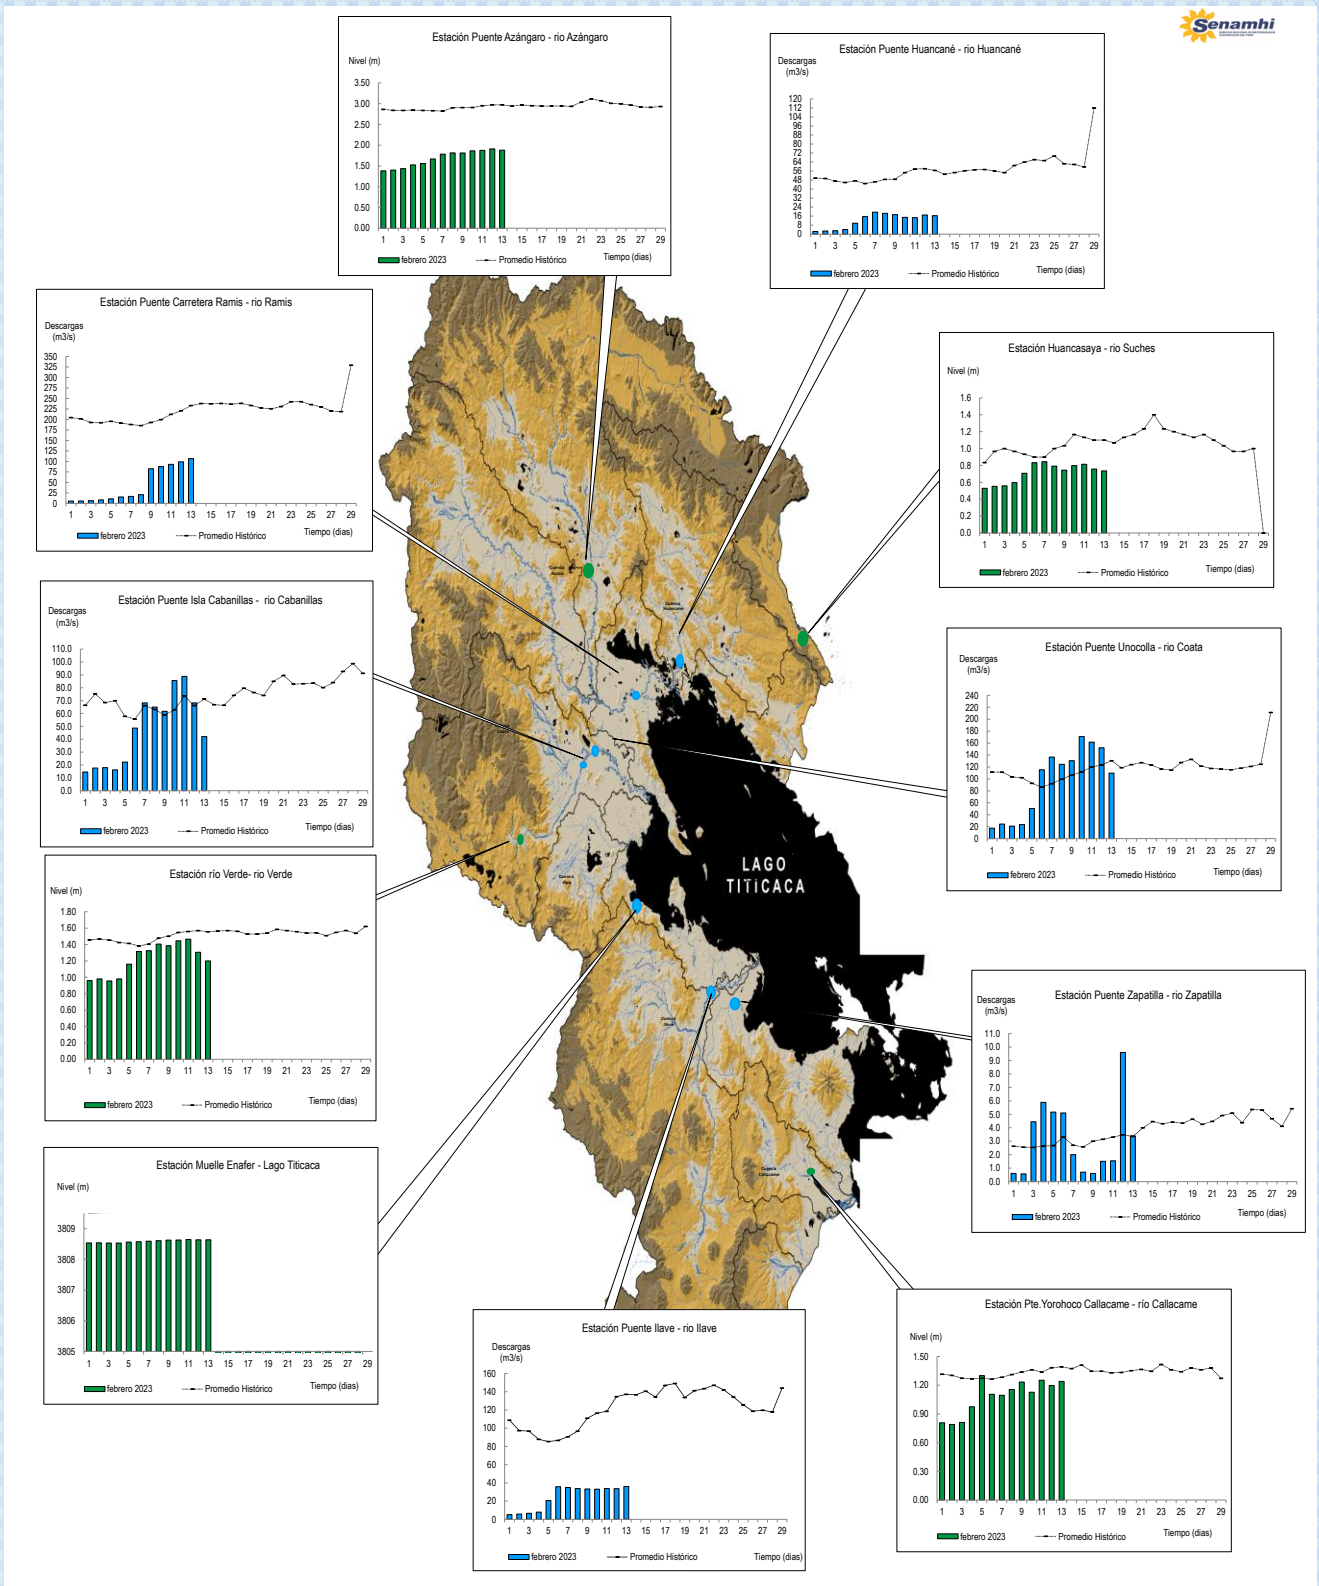 Senamhi
Estación Puente Azángaro - rio Azángaro
Nivel (m)
3.50
3.00
2.50
2.00
1.50
1.00
0.50
0.00
1 3 5 7 9 11 13 15 17 19 21 23 25 27 29
febrero 2023 Promedio Histórico Tiempo (dias)
Estación Puente Huancané - rio Huancané
Descargas
(m3/s)
120
112
104
96
88
80
72
64
56
48
40
32
24
16
8
0
1 3 5 7 9 11 13 15 17 19 21 23 25 27 29
febrero 2023 Promedio Histórico Tiempo (dias)
Estación Puente Carretera Ramis - rio Ramis
Descargas
(m3/s)
350
325
300
275
250
225
200
175
150
125
100
75
50
25
0
1 3 5 7 9 11 13 15 17 19 21 23 25 27 29
febrero 2023 Promedio Histórico Tiempo (dias)
Estación Huancasaya - rio Suches
Nivel (m)
1.6
1.4
1.2
1.0
0.8
0.6
0.4
0.2
0.0
1 3 5 7 9 11 13 15 17 19 21 23 25 27 29
febrero 2023 Promedio Histórico Tiempo (dias)
Estación Puente Isla Cabanillas - rio Cabanillas
Descargas
(m3/s)
110.0
100.0
90.0
80.0
70.0
60.0
50.0
40.0
30.0
20.0
10.0
0.0
1 3 5 7 9 11 13 15 17 19 21 23 25 27 29
febrero 2023 Promedio Histórico Tiempo (dias)
Estación Puente Unocolla - rio Coata
Descargas
(m3/s)
240
220
200
180
160
140
120
100
80
60
40
20
0
1 3 5 7 9 11 13 15 17 19 21 23 25 27 29
febrero 2023 Promedio Histórico Tiempo (dias)
Estación río Verde- rio Verde
Nivel (m)
1.80
1.60
1.40
1.20
1.00
0.80
0.60
0.40
0.20
0.00
1 3 5 7 9 11 13 15 17 19 21 23 25 27 29
febrero 2023 Promedio Histórico Tiempo (dias)
Cuenca
Ramis
Cuenca
Huancané
LAGO
TITICACA
Cuenca
Ilpa
Cuenca
Ilave
Cuenca
Callacame
Estación Puente Zapatilla - rio Zapatilla
Descargas
(m3/s)
11.0
10.0
9.0
8.0
7.0
6.0
5.0
4.0
3.0
2.0
1.0
0.0
1 3 5 7 9 11 13 15 17 19 21 23 25 27 29
febrero 2023 Promedio Histórico Tiempo (dias)
Estación Muelle Enafer - Lago Titicaca
Nivel (m)
3809
3808
3807
3806
3805
1 3 5 7 9 11 13 15 17 19 21 23 25 27 29
febrero 2023 Promedio Histórico Tiempo (dias)
Estación Puente Ilave - rio Ilave
Descargas
(m3/s)
160
140
120
100
80
60
40
20
0
1 3 5 7 9 11 13 15 17 19 21 23 25 27 29
febrero 2023 Promedio Histórico Tiempo (dias)
Estación Pte.Yorohoco Callacame - río Callacame
Nivel (m)
1.50
1.20
0.90
0.60
0.30
0.00
1 3 5 7 9 11 13 15 17 19 21 23 25 27 29
febrero 2023 Promedio Histórico Tiempo (dias)